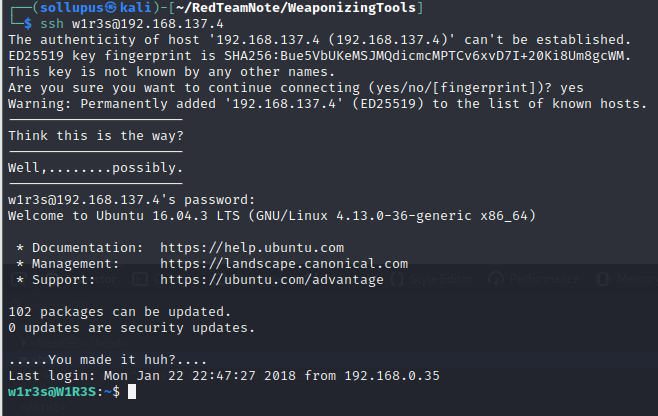 ┌──(sollupus㉿kali)-[~/RedTeamNote/WeaponizingTools]
└─$ ssh w1r3s@192.168.137.4
The authenticity of host '192.168.137.4 (192.168.137.4)' can't be established.
ED25519 key fingerprint is SHA256:Bue5VbUKeMSJMQdicmcMPTCv6xvD7I+20Ki8Um8gcWM.
This key is not known by any other names.
Are you sure you want to continue connecting (yes/no/[fingerprint])? yes
Warning: Permanently added '192.168.137.4' (ED25519) to the list of known hosts.
----------------------
Think this is the way?
----------------------
Well,........possibly.
----------------------
w1r3s@192.168.137.4's password:
Welcome to Ubuntu 16.04.3 LTS (GNU/Linux 4.13.0-36-generic x86_64)
* Documentation: https://help.ubuntu.com
* Management: https://landscape.canonical.com
* Support: https://ubuntu.com/advantage
Style Editor Performance
102 packages can be updated.
0 updates are security updates.
.....You made it huh?....
Last login: Mon Jan 22 22:47:27 2018 from 192.168.0.35
w1r3s@W1R3S:~$